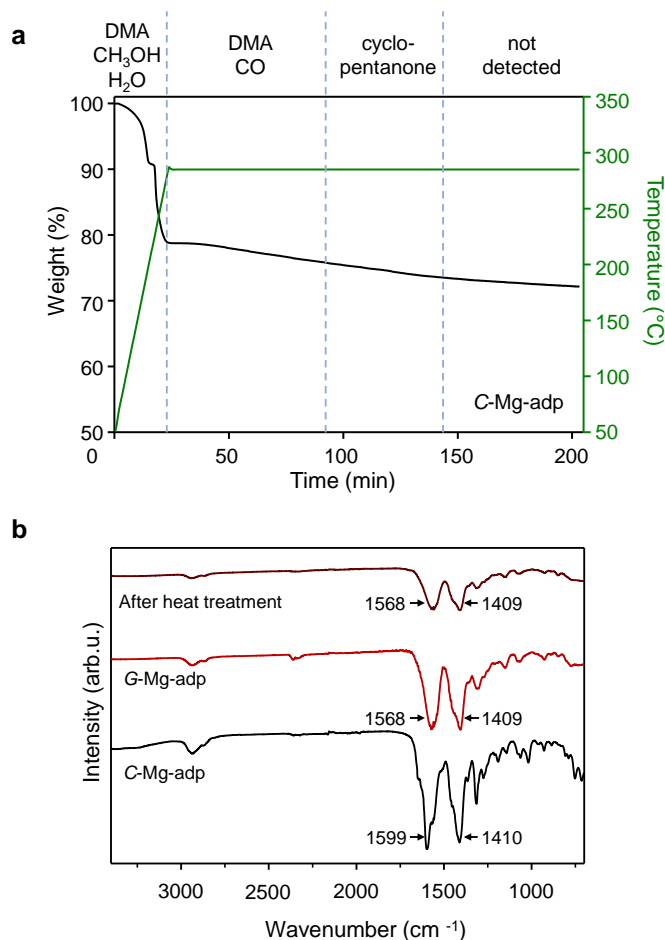 a
DMA
CH₃OH
H₂O
DMA
CO
cyclo-
pentanone
not
detected
100
90
80
70
60
50
Weight (%)
350
300
250
200
150
100
50
Temperature (°C)
C-Mg-adp
0
50
100
150
200
Time (min)
b
Intensity (arb.u.)
After heat treatment
1568
1409
G-Mg-adp
1568
1409
C-Mg-adp
1599
1410
3000
2500
2000
1500
1000
Wavenumber (cm ⁻¹)